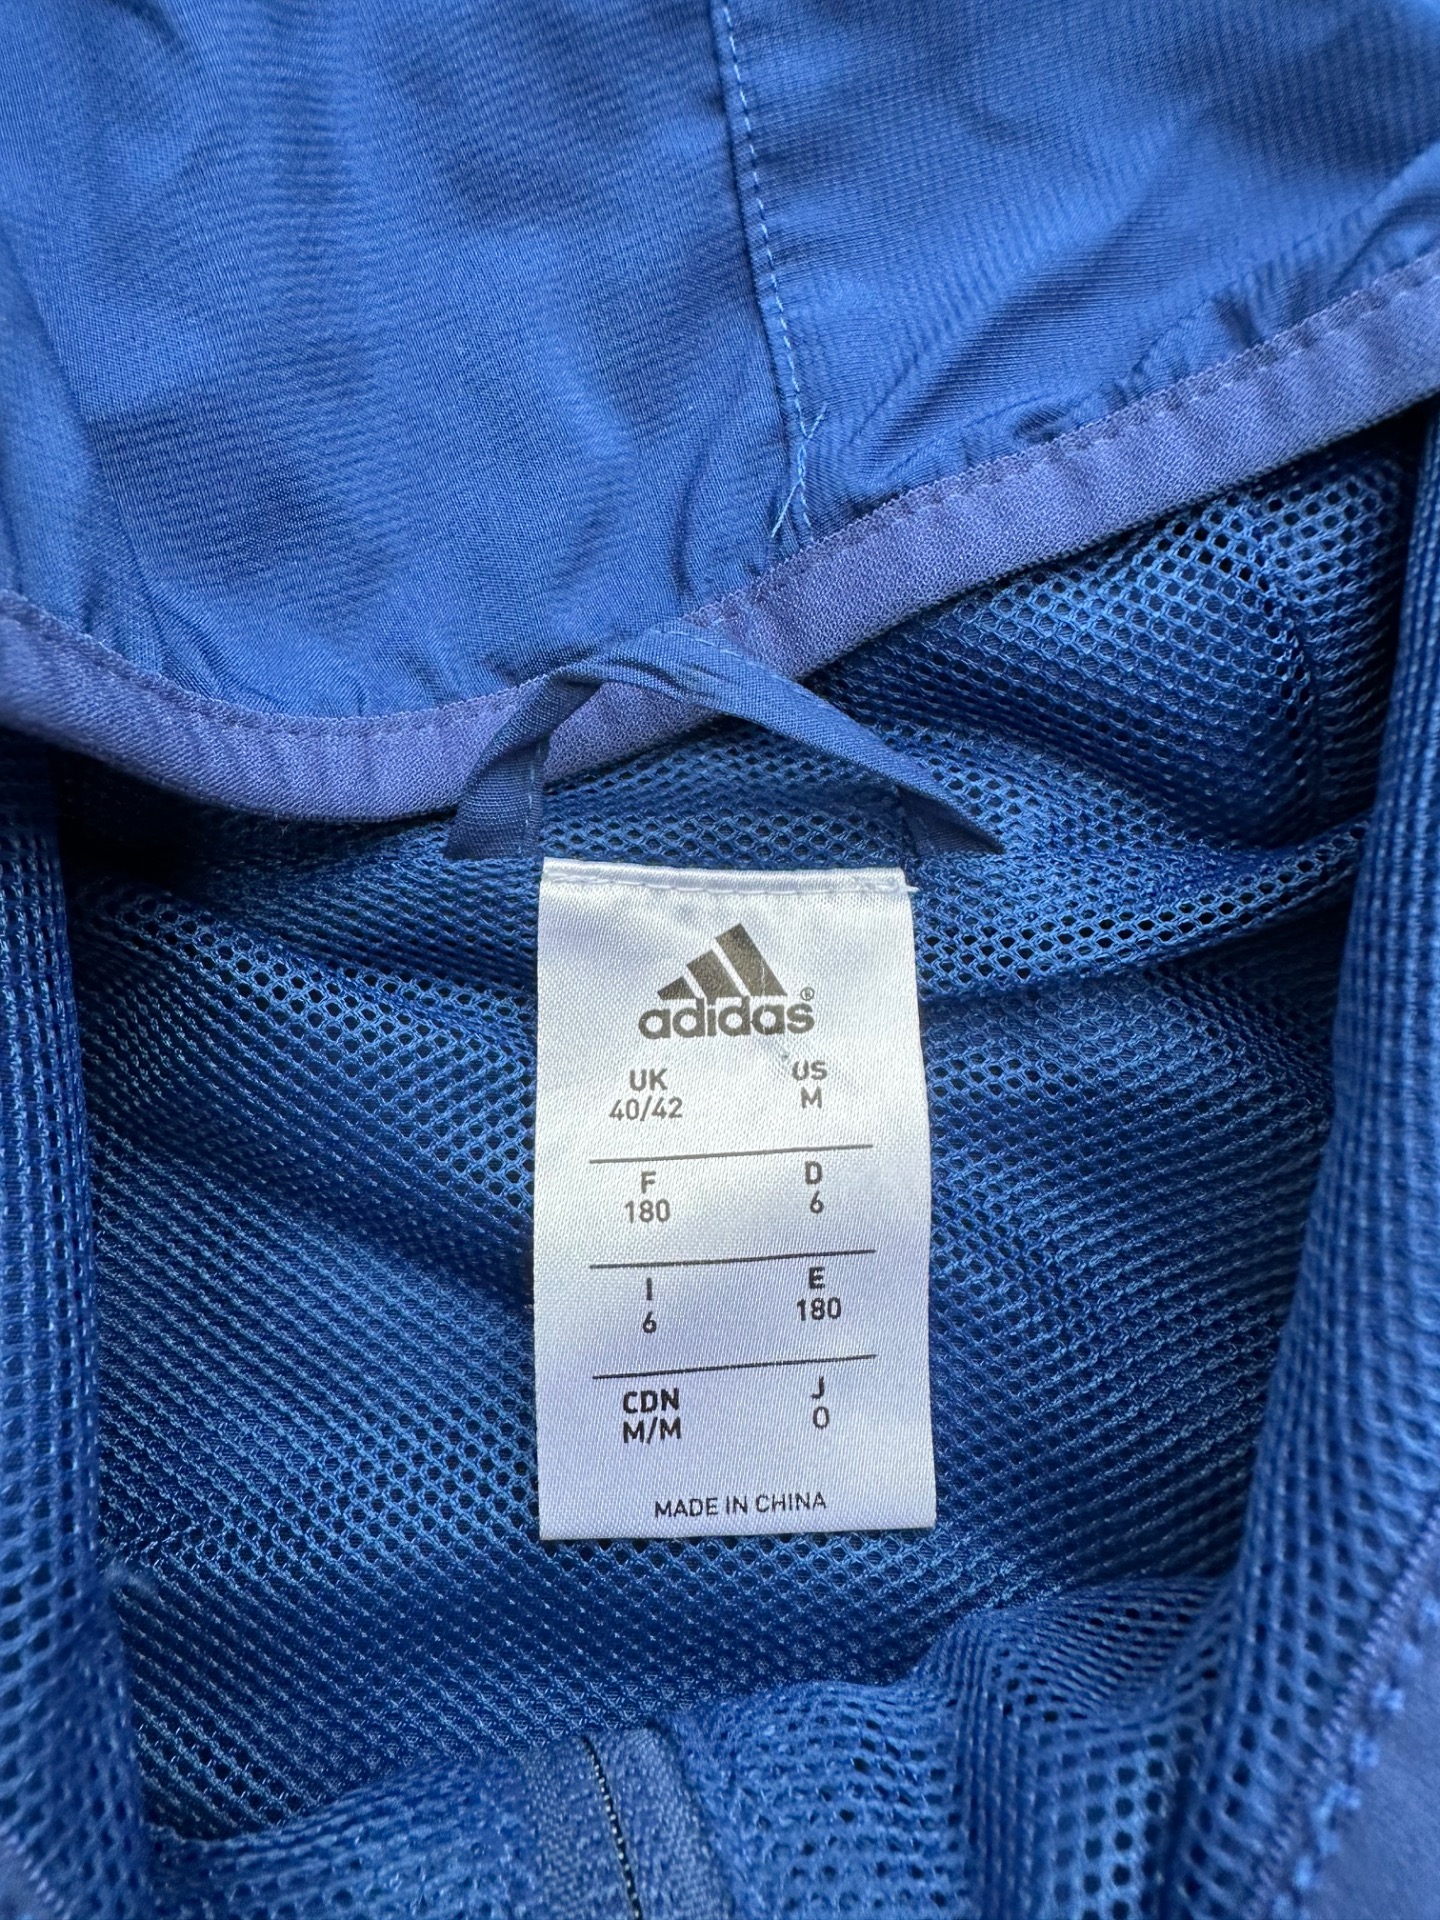 adidas®
UK US
40/42 M
F D
180 6
I E
6 180
CDN J
M/M O
MADE IN CHINA